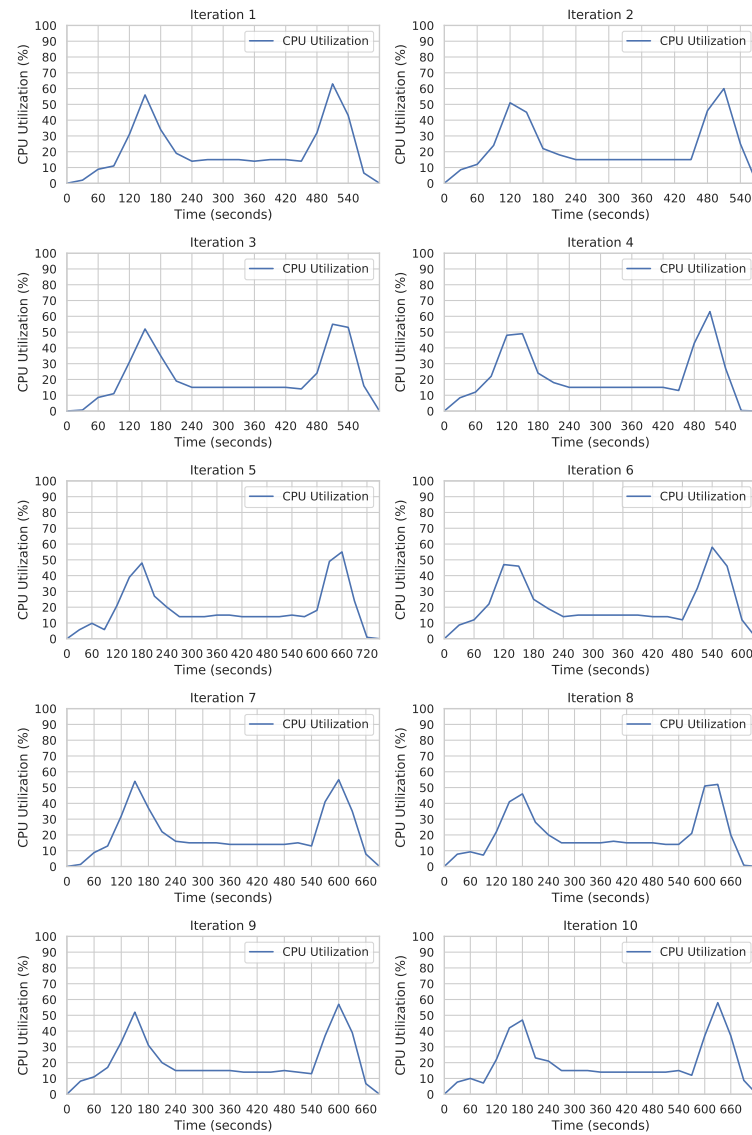 Iteration 1
CPU Utilization (%)
100
90
80
70
60
50
40
30
20
10
0
CPU Utilization
0 60 120 180 240 300 360 420 480 540
Time (seconds)
Iteration 2
CPU Utilization (%)
100
90
80
70
60
50
40
30
20
10
0
CPU Utilization
0 60 120 180 240 300 360 420 480 540
Time (seconds)
Iteration 3
CPU Utilization (%)
100
90
80
70
60
50
40
30
20
10
0
CPU Utilization
0 60 120 180 240 300 360 420 480 540
Time (seconds)
Iteration 4
CPU Utilization (%)
100
90
80
70
60
50
40
30
20
10
0
CPU Utilization
0 60 120 180 240 300 360 420 480 540
Time (seconds)
Iteration 5
CPU Utilization (%)
100
90
80
70
60
50
40
30
20
10
0
CPU Utilization
0 60 120 180 240 300 360 420 480 540 600 660 720
Time (seconds)
Iteration 6
CPU Utilization (%)
100
90
80
70
60
50
40
30
20
10
0
CPU Utilization
0 60 120 180 240 300 360 420 480 540 600
Time (seconds)
Iteration 7
CPU Utilization (%)
100
90
80
70
60
50
40
30
20
10
0
CPU Utilization
0 60 120 180 240 300 360 420 480 540 600 660
Time (seconds)
Iteration 8
CPU Utilization (%)
100
90
80
70
60
50
40
30
20
10
0
CPU Utilization
0 60 120 180 240 300 360 420 480 540 600 660
Time (seconds)
Iteration 9
CPU Utilization (%)
100
90
80
70
60
50
40
30
20
10
0
CPU Utilization
0 60 120 180 240 300 360 420 480 540 600 660
Time (seconds)
Iteration 10
CPU Utilization (%)
100
90
80
70
60
50
40
30
20
10
0
CPU Utilization
0 60 120 180 240 300 360 420 480 540 600 660
Time (seconds)